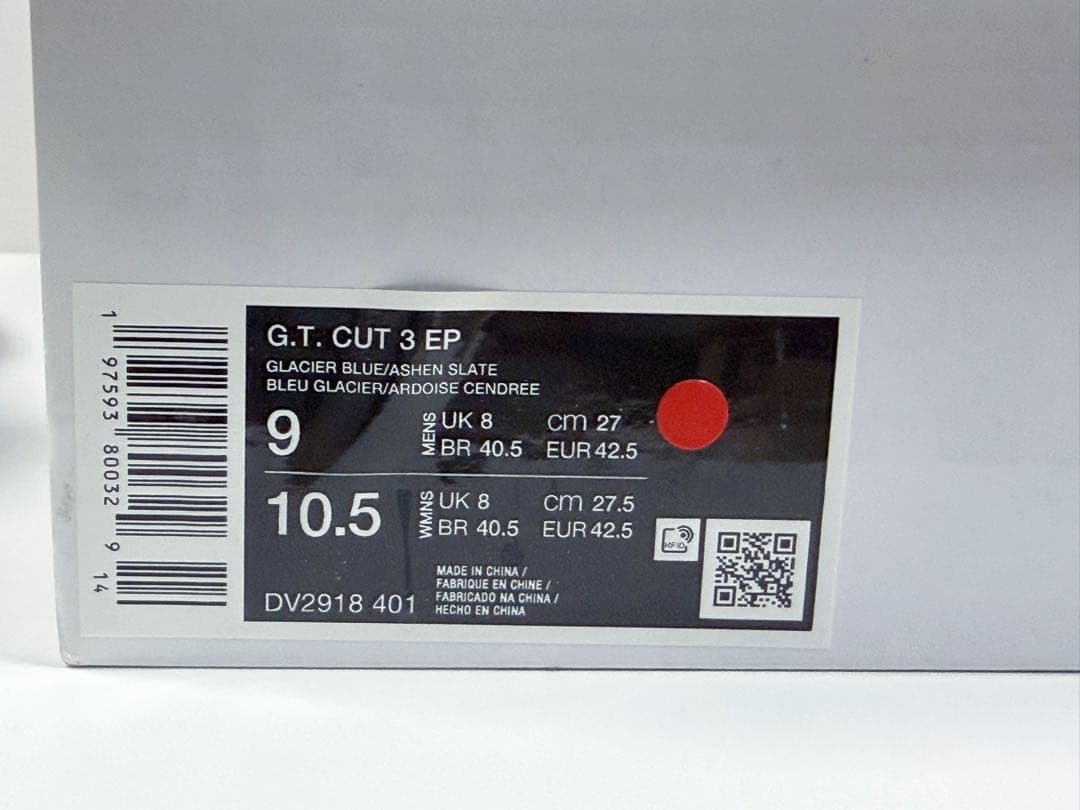 G.T. CUT 3 EP
GLACIER BLUE/ASHEN SLATE
BLEU GLACIER/ARDOISE CENDREE
9
MENS
UK 8 cm 27
BR 40.5 EUR 42.5
10.5
WMNS
UK 8 cm 27.5
BR 40.5 EUR 42.5
DV2918 401
MADE IN CHINA /
FABRIQUE EN CHINE /
FABRICADO NA CHINA /
HECHO EN CHINA
RFID
1 97593 80032 9 14